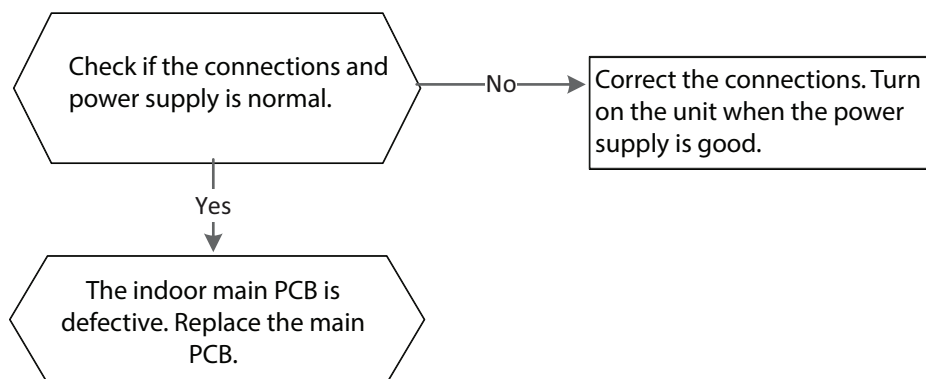 Check if the connections and
power supply is normal.
No
Correct the connections. Turn
on the unit when the power
supply is good.
Yes
The indoor main PCB is
defective. Replace the main
PCB.